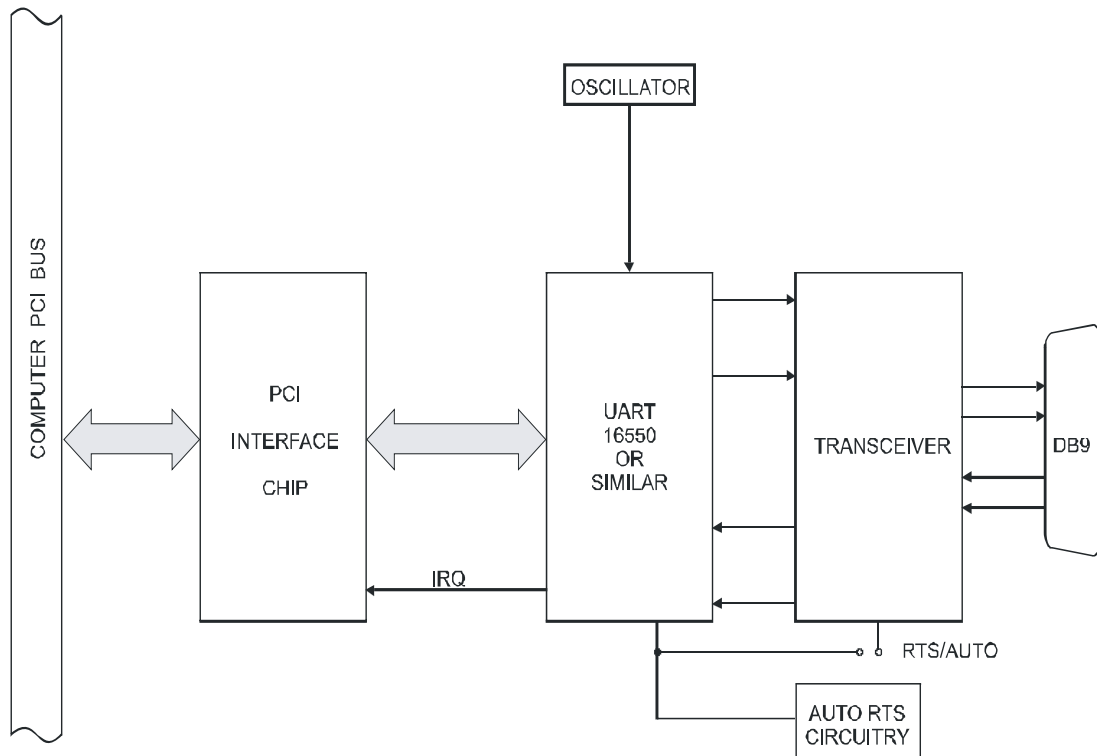 COMPUTER PCI BUS
OSCILLATOR
PCI
INTERFACE
CHIP
UART
16550
OR
SIMILAR
TRANSCEIVER
DB9
IRQ
RTS/AUTO
AUTO RTS
CIRCUITRY